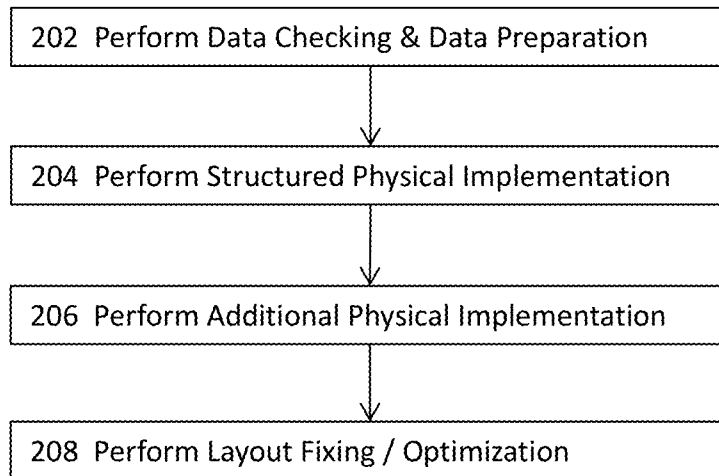 202 Perform Data Checking & Data Preparation
204 Perform Structured Physical Implementation
206 Perform Additional Physical Implementation
208 Perform Layout Fixing / Optimization